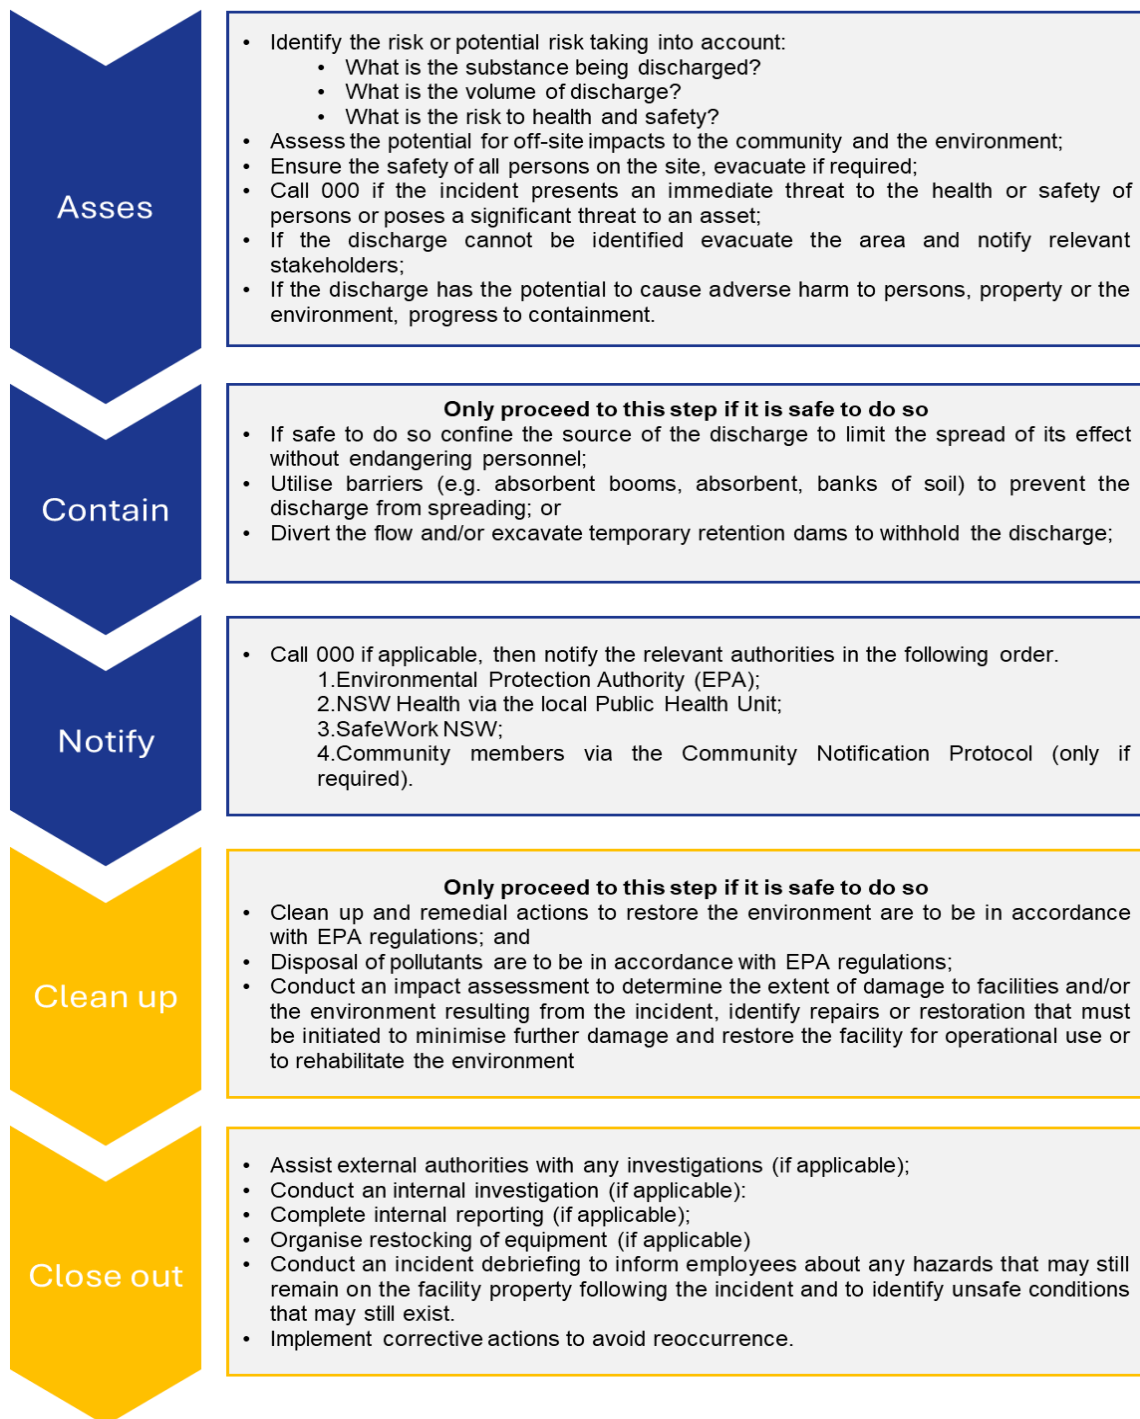 Asses
• Identify the risk or potential risk taking into account:
• What is the substance being discharged?
• What is the volume of discharge?
• What is the risk to health and safety?
• Assess the potential for off-site impacts to the community and the environment;
• Ensure the safety of all persons on the site, evacuate if required;
• Call 000 if the incident presents an immediate threat to the health or safety of
persons or poses a significant threat to an asset;
• If the discharge cannot be identified evacuate the area and notify relevant
stakeholders;
• If the discharge has the potential to cause adverse harm to persons, property or the
environment, progress to containment.
Contain
Only proceed to this step if it is safe to do so
• If safe to do so confine the source of the discharge to limit the spread of its effect
without endangering personnel;
• Utilise barriers (e.g. absorbent booms, absorbent, banks of soil) to prevent the
discharge from spreading; or
• Divert the flow and/or excavate temporary retention dams to withhold the discharge;
Notify
• Call 000 if applicable, then notify the relevant authorities in the following order.
1.Environmental Protection Authority (EPA);
2.NSW Health via the local Public Health Unit;
3.SafeWork NSW;
4.Community members via the Community Notification Protocol (only if
required).
Clean up
Only proceed to this step if it is safe to do so
• Clean up and remedial actions to restore the environment are to be in accordance
with EPA regulations; and
• Disposal of pollutants are to be in accordance with EPA regulations;
• Conduct an impact assessment to determine the extent of damage to facilities and/or
the environment resulting from the incident, identify repairs or restoration that must
be initiated to minimise further damage and restore the facility for operational use or
to rehabilitate the environment
Close out
• Assist external authorities with any investigations (if applicable);
• Conduct an internal investigation (if applicable):
• Complete internal reporting (if applicable);
• Organise restocking of equipment (if applicable)
• Conduct an incident debriefing to inform employees about any hazards that may still
remain on the facility property following the incident and to identify unsafe conditions
that may still exist.
• Implement corrective actions to avoid reoccurrence.